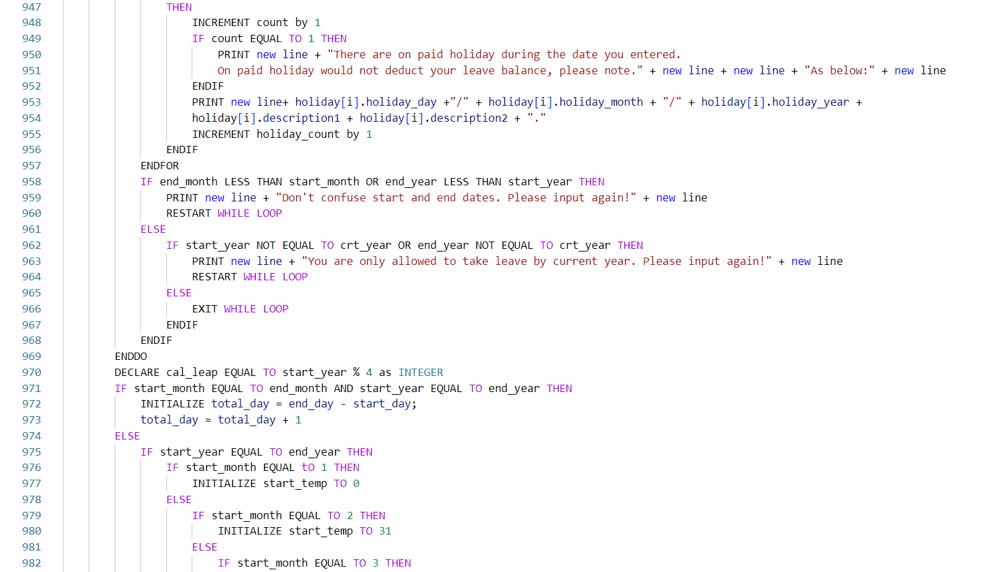 947 THEN
948 INCREMENT count by 1
949 IF count EQUAL TO 1 THEN
950 PRINT new line + "There are on paid holiday during the date you entered.
951 On paid holiday would not deduct your leave balance, please note." + new line + new line + "As below:" + new line
952 ENDIF
953 PRINT new line+ holiday[i].holiday_day +"/" + holiday[i].holiday_month + "/" + holiday[i].holiday_year +
954 holiday[i].description1 + holiday[i].description2 + "."
955 INCREMENT holiday_count by 1
956 ENDIF
957 ENDFOR
958 IF end_month LESS THAN start_month OR end_year LESS THAN start_year THEN
959 PRINT new line + "Don't confuse start and end dates. Please input again!" + new line
960 RESTART WHILE LOOP
961 ELSE
962 IF start_year NOT EQUAL TO crt_year OR end_year NOT EQUAL TO crt_year THEN
963 PRINT new line + "You are only allowed to take leave by current year. Please input again!" + new line
964 RESTART WHILE LOOP
965 ELSE
966 EXIT WHILE LOOP
967 ENDIF
968 ENDIF
969 ENDDO
970 DECLARE cal_leap EQUAL TO start_year % 4 as INTEGER
971 IF start_month EQUAL TO end_month AND start_year EQUAL TO end_year THEN
972 INITIALIZE total_day = end_day - start_day;
973 total_day = total_day + 1
974 ELSE
975 IF start_year EQUAL TO end_year THEN
976 IF start_month EQUAL tO 1 THEN
977 INITIALIZE start_temp TO 0
978 ELSE
979 IF start_month EQUAL TO 2 THEN
980 INITIALIZE start_temp TO 31
981 ELSE
982 IF start_month EQUAL TO 3 THEN